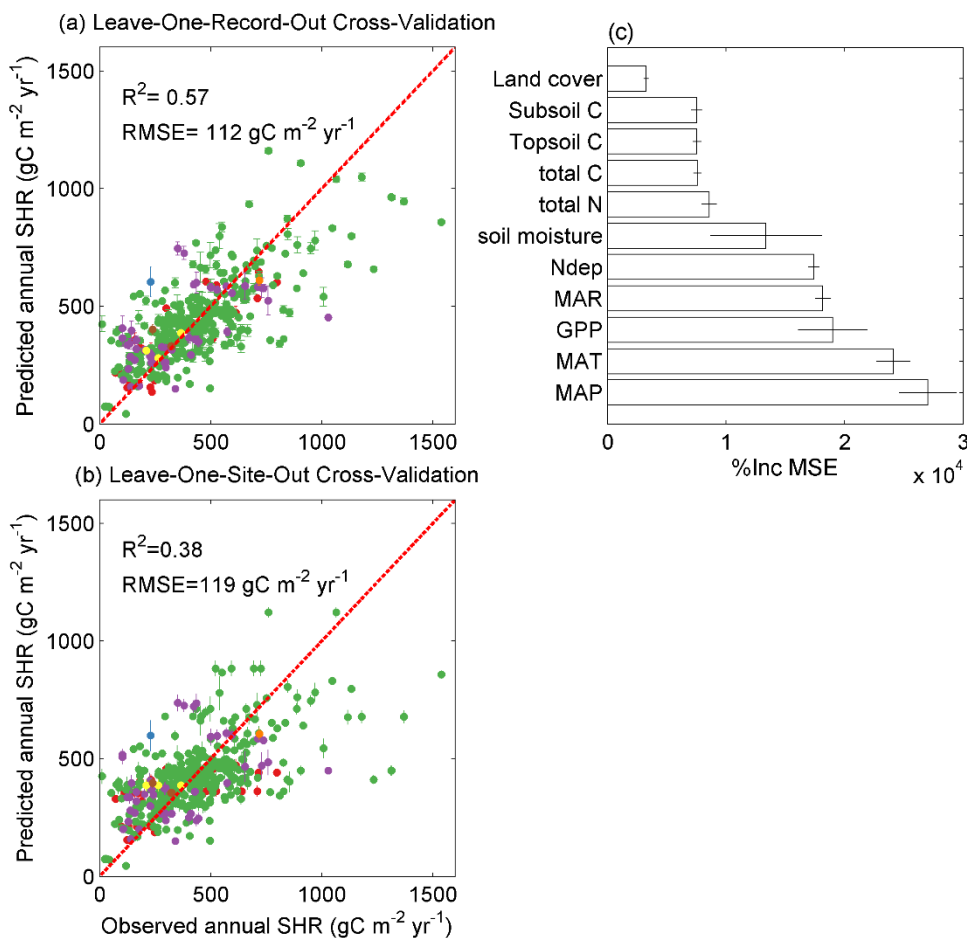 (a) Leave-One-Record-Out Cross-Validation
1500
1000
500
0
Predicted annual SHR (gC m⁻² yr⁻¹)
R²= 0.57
RMSE= 112 gC m⁻² yr⁻¹
0 500 1000 1500
(b) Leave-One-Site-Out Cross-Validation
1500
1000
500
0
Predicted annual SHR (gC m⁻² yr⁻¹)
R²=0.38
RMSE=119 gC m⁻² yr⁻¹
0 500 1000 1500
Observed annual SHR (gC m⁻² yr⁻¹)
(c)
Land cover
Subsoil C
Topsoil C
total C
total N
soil moisture
Ndep
MAR
GPP
MAT
MAP
0 1 2 3
%Inc MSE
x 10⁴